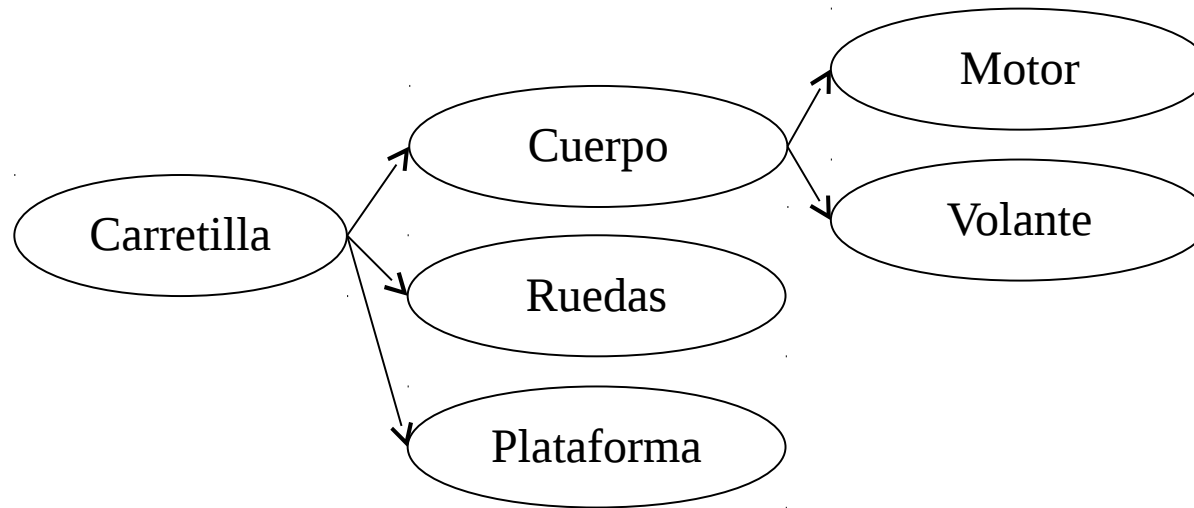 Carretilla
Cuerpo
Ruedas
Plataforma
Motor
Volante